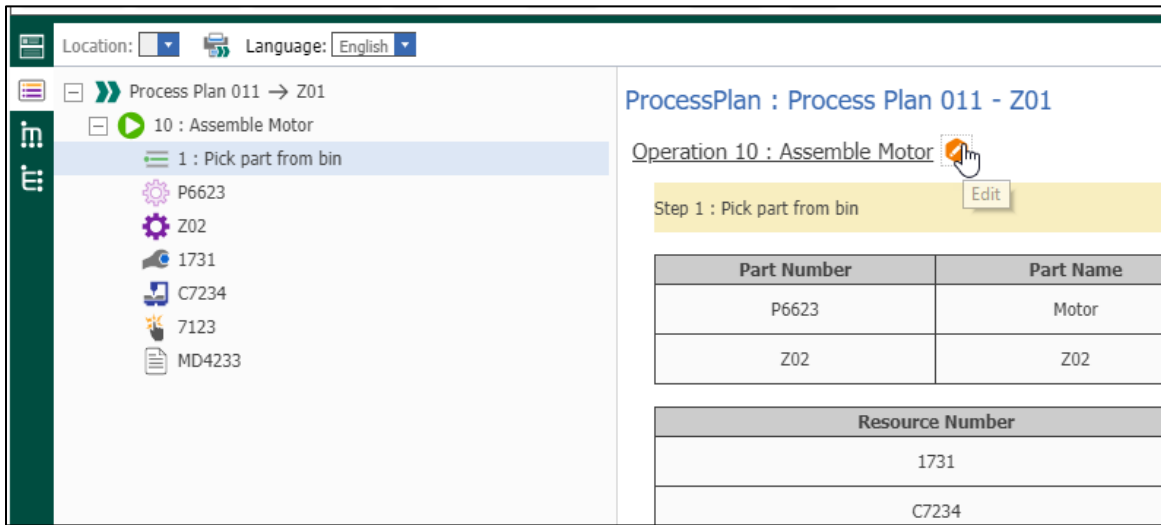 Location: Language: English
Process Plan 011 → Z01
10 : Assemble Motor
1 : Pick part from bin
P6623
Z02
1731
C7234
7123
MD4233
ProcessPlan : Process Plan 011 - Z01
Operation 10 : Assemble Motor
Edit
Step 1 : Pick part from bin
Part Number Part Name
P6623 Motor
Z02 Z02
Resource Number
1731
C7234